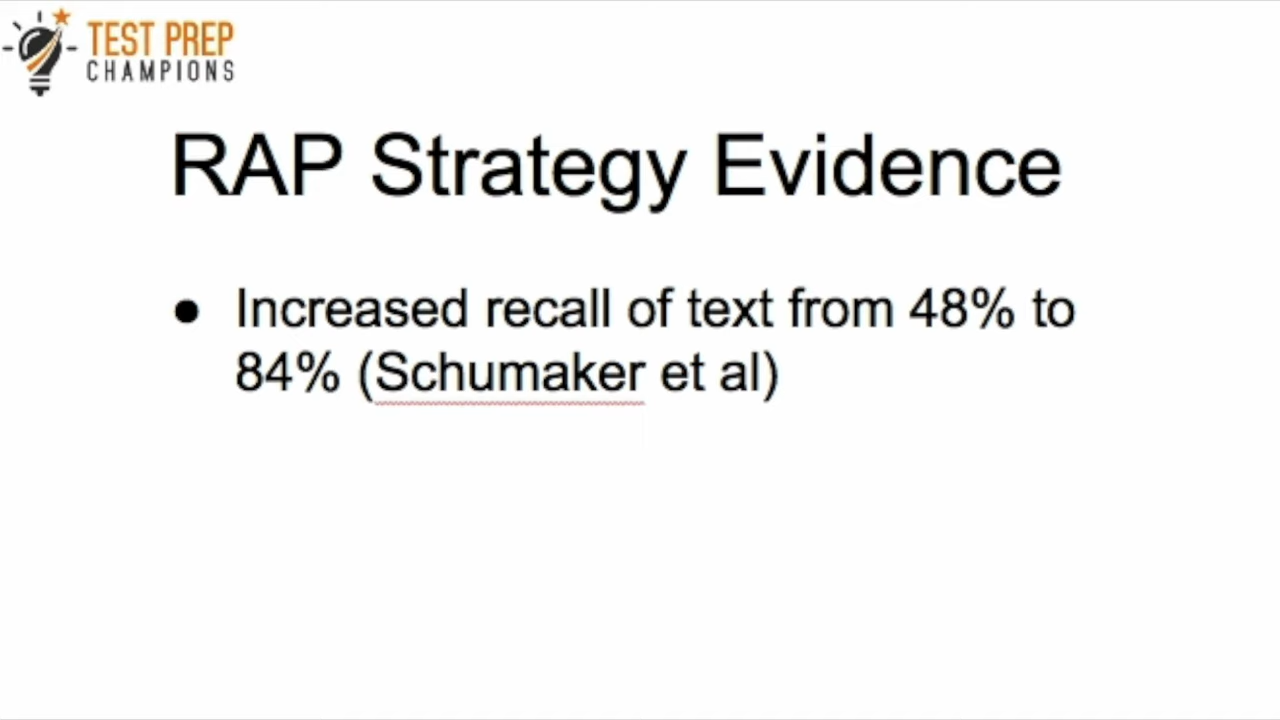 TEST PREP
CHAMPIONS
RAP Strategy Evidence
● Increased recall of text from 48% to
84% (Schumaker et al)